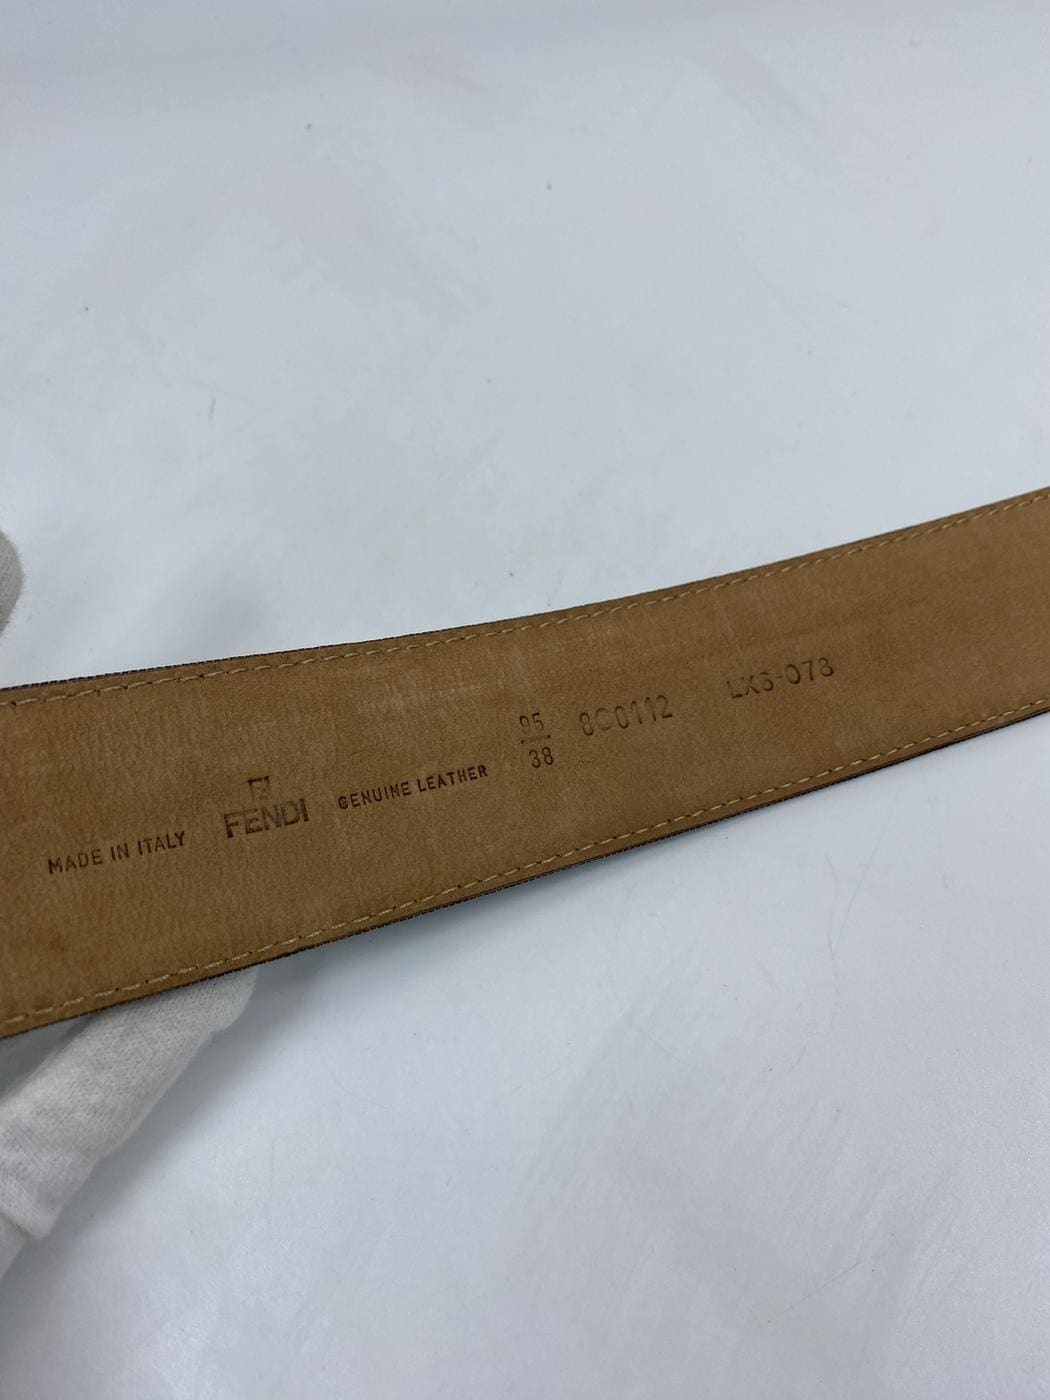 MADE IN ITALY
FENDI
GENUINE LEATHER
95
38
8C0112
LX6-078